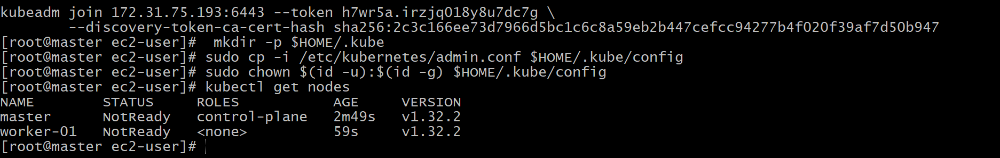 kubeadm join 172.31.75.193:6443 --token h7wr5a.irzjq018y8u7dc7g \
--discovery-token-ca-cert-hash sha256:2c3c166ee73d7966d5bc1c6c8a59eb2b447cefcc94277b4f020f39af7d50b947
[root@master ec2-user]#  mkdir -p $HOME/.kube
[root@master ec2-user]# sudo cp -i /etc/kubernetes/admin.conf $HOME/.kube/config
[root@master ec2-user]# sudo chown $(id -u):$(id -g) $HOME/.kube/config
[root@master ec2-user]# kubectl get nodes
NAME        STATUS     ROLES           AGE     VERSION
master      NotReady   control-plane   2m49s   v1.32.2
worker-01   NotReady   <none>          59s     v1.32.2
[root@master ec2-user]#